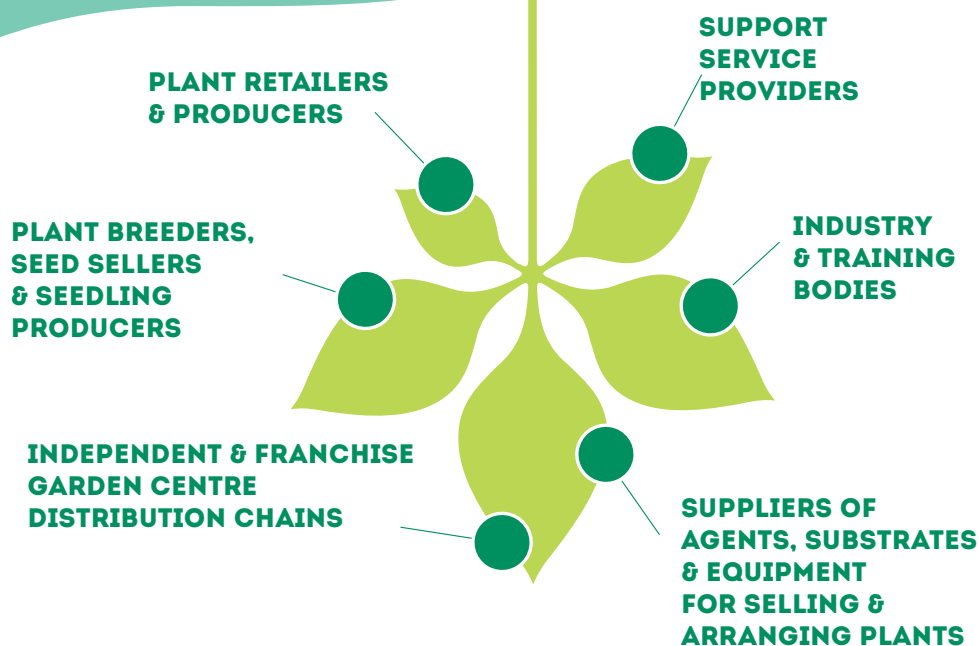 SUPPORT
SERVICE
PROVIDERS
PLANT RETAILERS
& PRODUCERS
INDUSTRY
& TRAINING
BODIES
PLANT BREEDERS,
SEED SELLERS
& SEEDLING
PRODUCERS
INDEPENDENT & FRANCHISE
GARDEN CENTRE
DISTRIBUTION CHAINS
SUPPLIERS OF
AGENTS, SUBSTRATES
& EQUIPMENT
FOR SELLING &
ARRANGING PLANTS